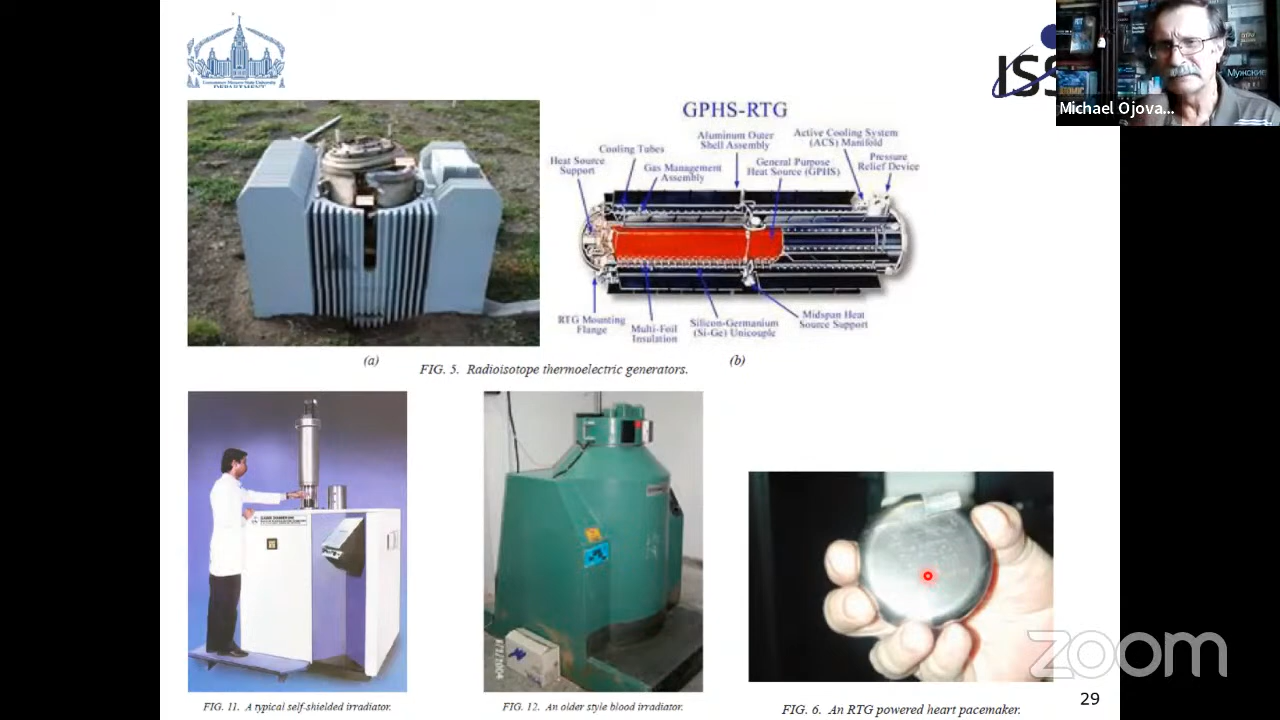 DEPARTMENT
ISS
Michael Ojova...
Мужские
GPHS-RTG
Aluminum Outer
Shell Assembly
Active Cooling System
(ACS) Manifold
Cooling Tubes
Heat Source
Support
Gas Management
Assembly
General Purpose
Heat Source (GPHS)
Pressure
Relief Device
RTG Mounting
Flange
Multi-Foil
Insulation
Silicon-Germanium
(Si-Ge) Unicouple
Midspan Heat
Source Support
(a)
(b)
FIG. 5. Radioisotope thermoelectric generators.
zoom
29
FIG. 11. A typical self-shielded irradiator.
FIG. 12. An older style blood irradiator.
FIG. 6. An RTG powered heart pacemaker.